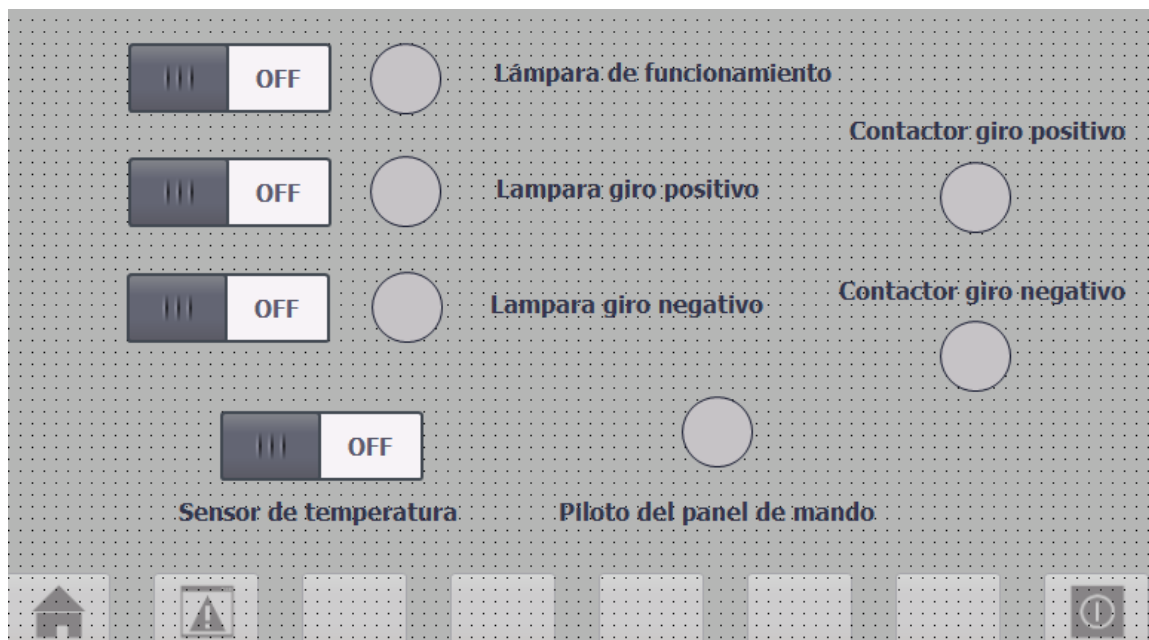 OFF
Lámpara de funcionamiento
Contactor giro positivo
OFF
Lampara giro positivo
OFF
Lampara giro negativo
Contactor giro negativo
OFF
Sensor de temperatura
Piloto del panel de mando